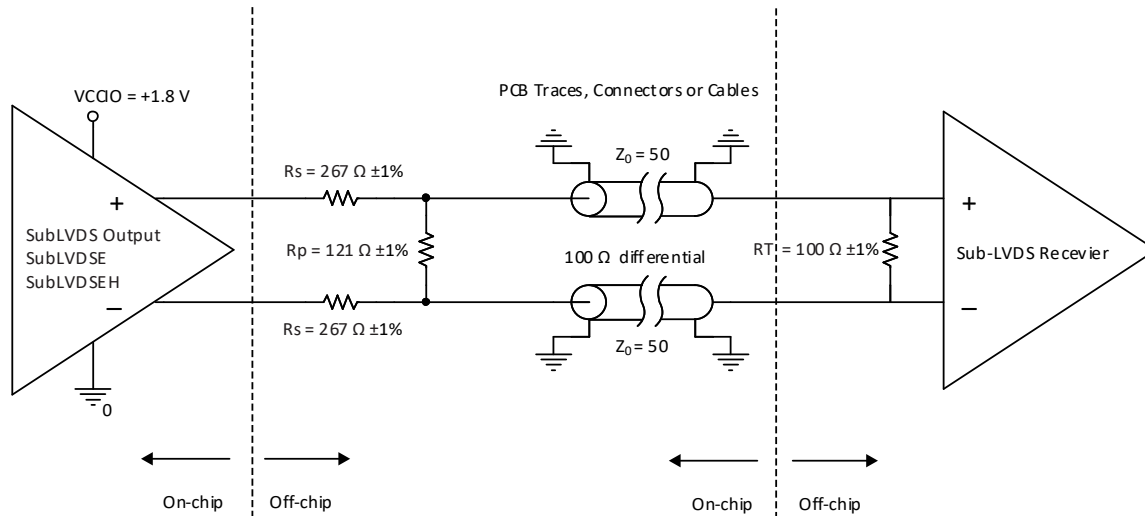 VCCIO = +1.8 V
PCB Traces, Connectors or Cables
Z0 = 50
Rs = 267 Ω ±1%
+
+
SubLVDS Output
SubLVDSE
SubLVDSEH
Rp = 121 Ω ±1%
100 Ω differential
RT = 100 Ω ±1%
Sub-LVDS Recevier
−
−
Rs = 267 Ω ±1%
Z0 = 50
0
On-chip
Off-chip
On-chip
Off-chip